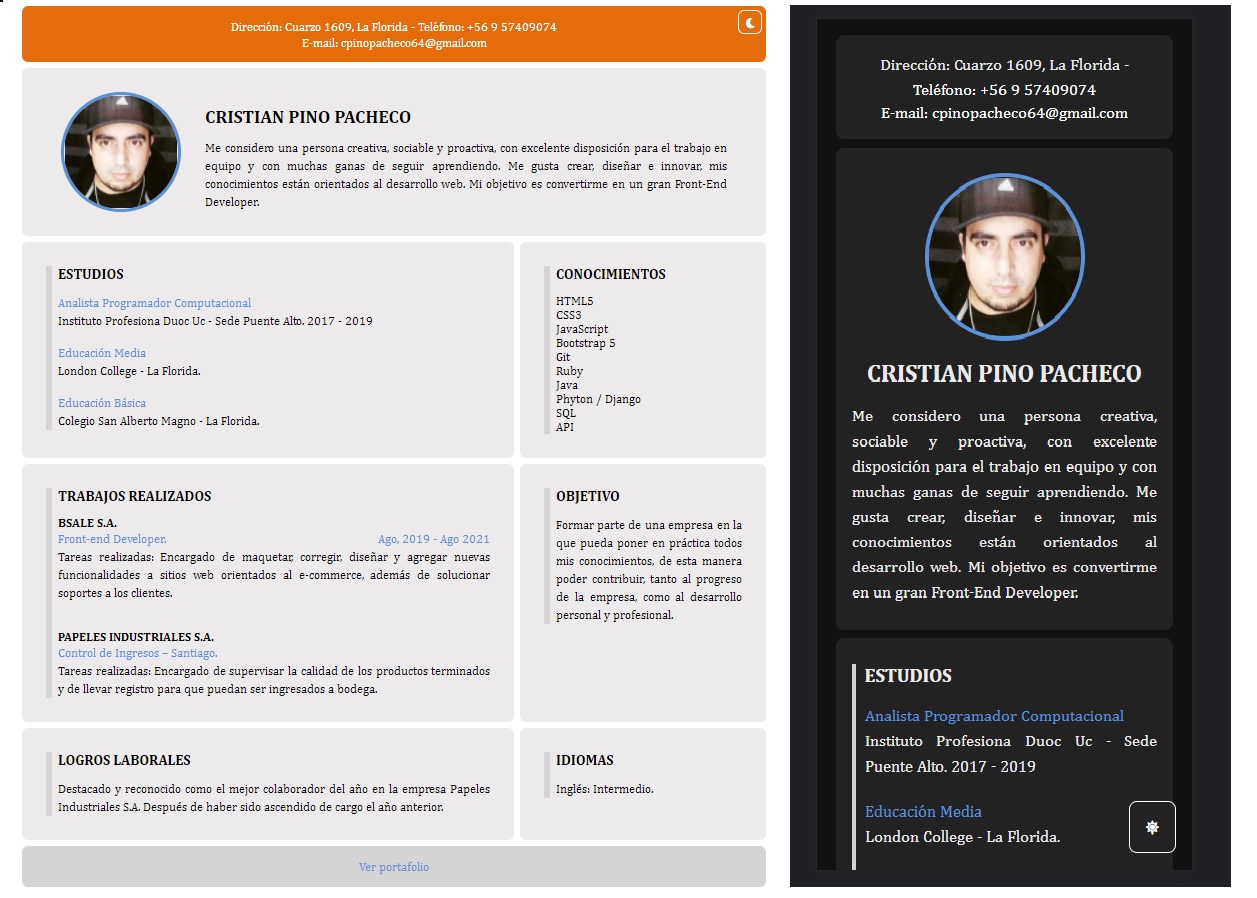 Dirección: Cuarzo 1609, La Florida - Teléfono: +56 9 57409074
E-mail: cpinopacheco64@gmail.com
CRISTIAN PINO PACHECO
Me considero una persona creativa, sociable y proactiva, con excelente disposición para el trabajo en
equipo y con muchas ganas de seguir aprendiendo. Me gusta crear, diseñar e innovar, mis
conocimientos están orientados al desarrollo web. Mi objetivo es convertirme en un gran Front-End
Developer.
ESTUDIOS
Analista Programador Computacional
Instituto Profesiona Duoc Uc - Sede Puente Alto. 2017 - 2019
Educación Media
London College - La Florida.
Educación Básica
Colegio San Alberto Magno - La Florida.
CONOCIMIENTOS
HTML5
CSS3
JavaScript
Bootstrap 5
Git
Ruby
Java
Phyton / Django
SQL
API
TRABAJOS REALIZADOS
BSALE S.A.
Front-end Developer. Ago, 2019 - Ago 2021
Tareas realizadas: Encargado de maquetar, corregir, diseñar y agregar nuevas
funcionalidades a sitios web orientados al e-commerce, además de solucionar
soportes a los clientes.
PAPELES INDUSTRIALES S.A.
Control de Ingresos – Santiago.
Tareas realizadas: Encargado de supervisar la calidad de los productos terminados
y de llevar registro para que puedan ser ingresados a bodega.
OBJETIVO
Formar parte de una empresa en la
que pueda poner en práctica todos
mis conocimientos, de esta manera
poder contribuir, tanto al progreso
de la empresa, como al desarrollo
personal y profesional.
LOGROS LABORALES
Destacado y reconocido como el mejor colaborador del año en la empresa Papeles
Industriales S.A. Después de haber sido ascendido de cargo el año anterior.
IDIOMAS
Inglés: Intermedio.
Ver portafolio
Dirección: Cuarzo 1609, La Florida -
Teléfono: +56 9 57409074
E-mail: cpinopacheco64@gmail.com
CRISTIAN PINO PACHECO
Me considero una persona creativa,
sociable y proactiva, con excelente
disposición para el trabajo en equipo y con
muchas ganas de seguir aprendiendo. Me
gusta crear, diseñar e innovar, mis
conocimientos están orientados al
desarrollo web. Mi objetivo es convertirme
en un gran Front-End Developer.
ESTUDIOS
Analista Programador Computacional
Instituto Profesiona Duoc Uc - Sede
Puente Alto. 2017 - 2019
Educación Media
London College - La Florida.